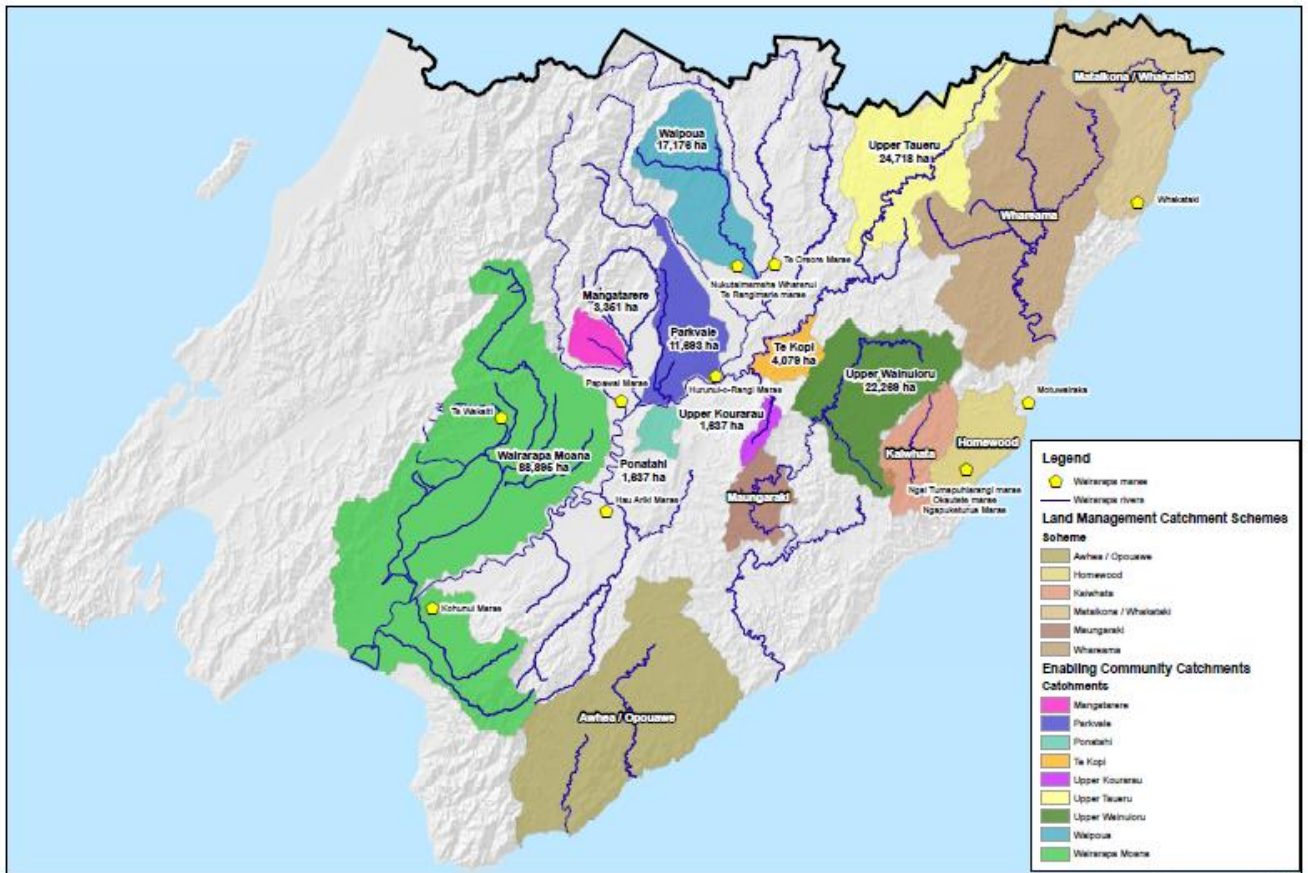 Mataikona / Whakataki
Waipoua
17,176 ha
Upper Taueru
24,718 ha
Whakataki
Whareama
Te Oreore Marae
Nukutaimemeha Wharenui
Te Rangimarie marae
Mangatarere
3,351 ha
Parkvale
11,693 ha
Te Kopi
4,079 ha
Upper Wainuioru
22,269 ha
Papawai Marae
Hurunui-o-Rangi Marae
Motuwairaka
Te Wakaiti
Upper Kourarau
1,637 ha
Homewood
Kaiwhata
Wairarapa Moana
88,895 ha
Ponatahi
1,637 ha
Maungaraki
Ngai Tumapuhiarangi marae
Okautete marae
Ngapuketurua Marae
Hau Ariki Marae
Kohunui Marae
Awhea / Opouawe
Legend
Wairarapa marae
Wairarapa rivers
Land Management Catchment Schemes
Scheme
Awhea / Opouawe
Homewood
Kaiwhata
Mataikona / Whakataki
Maungaraki
Whareama
Enabling Community Catchments
Catchments
Mangatarere
Parkvale
Ponatahi
Te Kopi
Upper Kourarau
Upper Taueru
Upper Wainuioru
Waipoua
Wairarapa Moana